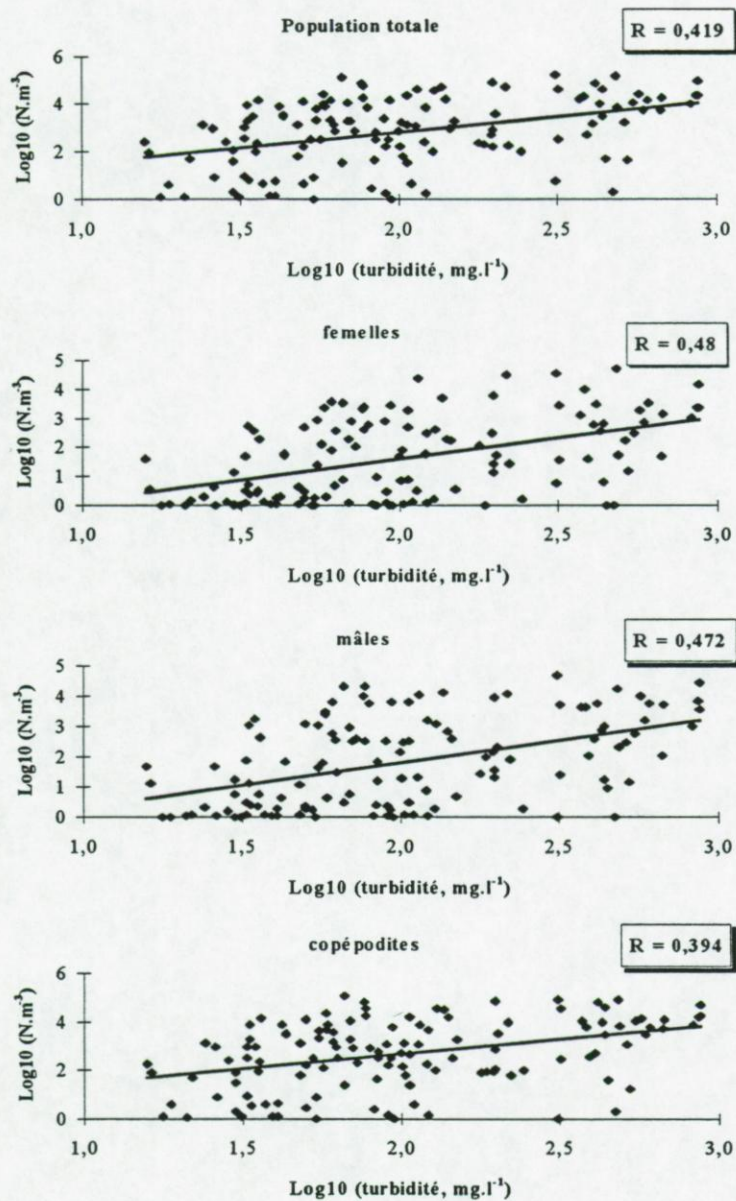 Population totale
R = 0,419
Log10 (N.m⁻³)
6
4
2
0
1,0 1,5 2,0 2,5 3,0
Log10 (turbidité, mg.l⁻¹)
femelles
R = 0,48
Log10 (N.m⁻³)
5
4
3
2
1
0
1,0 1,5 2,0 2,5 3,0
Log10 (turbidité, mg.l⁻¹)
mâles
R = 0,472
Log10 (N.m⁻³)
5
4
3
2
1
0
1,0 1,5 2,0 2,5 3,0
Log10 (turbidité, mg.l⁻¹)
copépodites
R = 0,394
Log10 (N.m⁻³)
6
4
2
0
1,0 1,5 2,0 2,5 3,0
Log10 (turbidité, mg.l⁻¹)